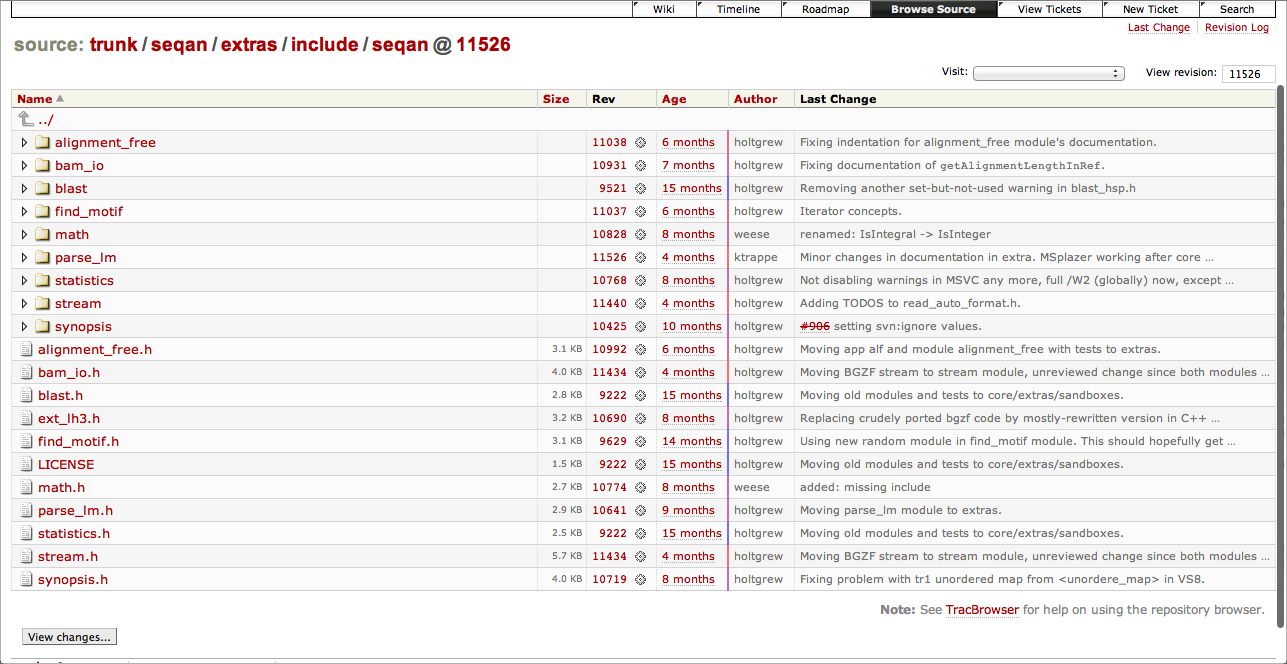 Wiki Timeline Roadmap Browse Source View Tickets New Ticket Search
Last Change Revision Log
source: trunk / seqan / extras / include / seqan @ 11526
Visit: View revision: 11526
Name Size Rev Age Author Last Change
../
alignment_free 11038 6 months holtgrew Fixing indentation for alignment_free module's documentation.
bam_io 10931 7 months holtgrew Fixing documentation of getAlignmentLengthInRef.
blast 9521 15 months holtgrew Removing another set-but-not-used warning in blast_hsp.h
find_motif 11037 6 months holtgrew Iterator concepts.
math 10828 8 months weese renamed: IsIntegral -> IsInteger
parse_lm 11526 4 months ktrappe Minor changes in documentation in extra. MSplazer working after core ...
statistics 10768 8 months holtgrew Not disabling warnings in MSVC any more, full /W2 (globally) now, except ...
stream 11440 4 months holtgrew Adding TODOS to read_auto_format.h.
synopsis 10425 10 months holtgrew #906 setting svn:ignore values.
alignment_free.h 3.1 KB 10992 6 months holtgrew Moving app alf and module alignment_free with tests to extras.
bam_io.h 4.0 KB 11434 4 months holtgrew Moving BGZF stream to stream module, unreviewed change since both modules ...
blast.h 2.8 KB 9222 15 months holtgrew Moving old modules and tests to core/extras/sandboxes.
ext_lh3.h 3.2 KB 10690 8 months holtgrew Replacing crudely ported bgzf code by mostly-rewritten version in C++ ...
find_motif.h 3.1 KB 9629 14 months holtgrew Using new random module in find_motif module. This should hopefully get ...
LICENSE 1.5 KB 9222 15 months holtgrew Moving old modules and tests to core/extras/sandboxes.
math.h 2.7 KB 10774 8 months weese added: missing include
parse_lm.h 2.9 KB 10641 9 months holtgrew Moving parse_lm module to extras.
statistics.h 2.5 KB 9222 15 months holtgrew Moving old modules and tests to core/extras/sandboxes.
stream.h 5.7 KB 11434 4 months holtgrew Moving BGZF stream to stream module, unreviewed change since both modules ...
synopsis.h 4.0 KB 10719 8 months holtgrew Fixing problem with tr1 unordered map from <unordere_map> in VS8.
Note: See TracBrowser for help on using the repository browser.
View changes...